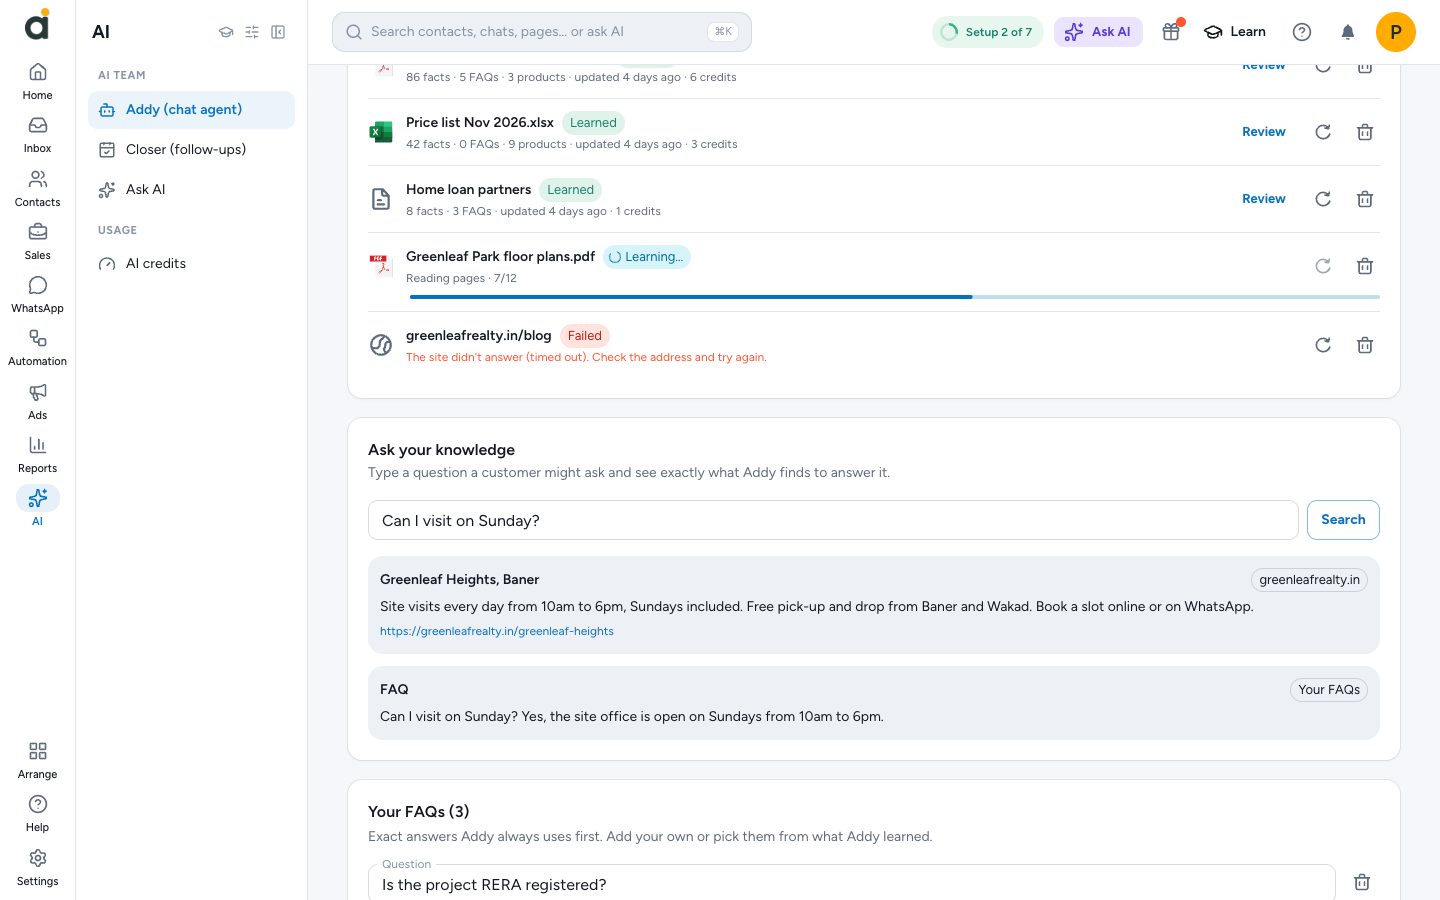 AI
Search contacts, chats, pages... or ask AI
⌘K
Setup 2 of 7
Ask AI
Learn
P
Home
Inbox
Contacts
Sales
WhatsApp
Automation
Ads
Reports
AI
Arrange
Help
Settings
AI TEAM
Addy (chat agent)
Closer (follow-ups)
Ask AI
USAGE
AI credits
Review
86 facts · 5 FAQs · 3 products · updated 4 days ago · 6 credits
Price list Nov 2026.xlsx Learned
42 facts · 0 FAQs · 9 products · updated 4 days ago · 3 credits
Review
Home loan partners Learned
8 facts · 3 FAQs · updated 4 days ago · 1 credits
Review
Greenleaf Park floor plans.pdf Learning...
Reading pages · 7/12
greenleafrealty.in/blog Failed
The site didn't answer (timed out). Check the address and try again.
Ask your knowledge
Type a question a customer might ask and see exactly what Addy finds to answer it.
Can I visit on Sunday?
Search
Greenleaf Heights, Baner
greenleafrealty.in
Site visits every day from 10am to 6pm, Sundays included. Free pick-up and drop from Baner and Wakad. Book a slot online or on WhatsApp.
https://greenleafrealty.in/greenleaf-heights
FAQ
Your FAQs
Can I visit on Sunday? Yes, the site office is open on Sundays from 10am to 6pm.
Your FAQs (3)
Exact answers Addy always uses first. Add your own or pick them from what Addy learned.
Question
Is the project RERA registered?